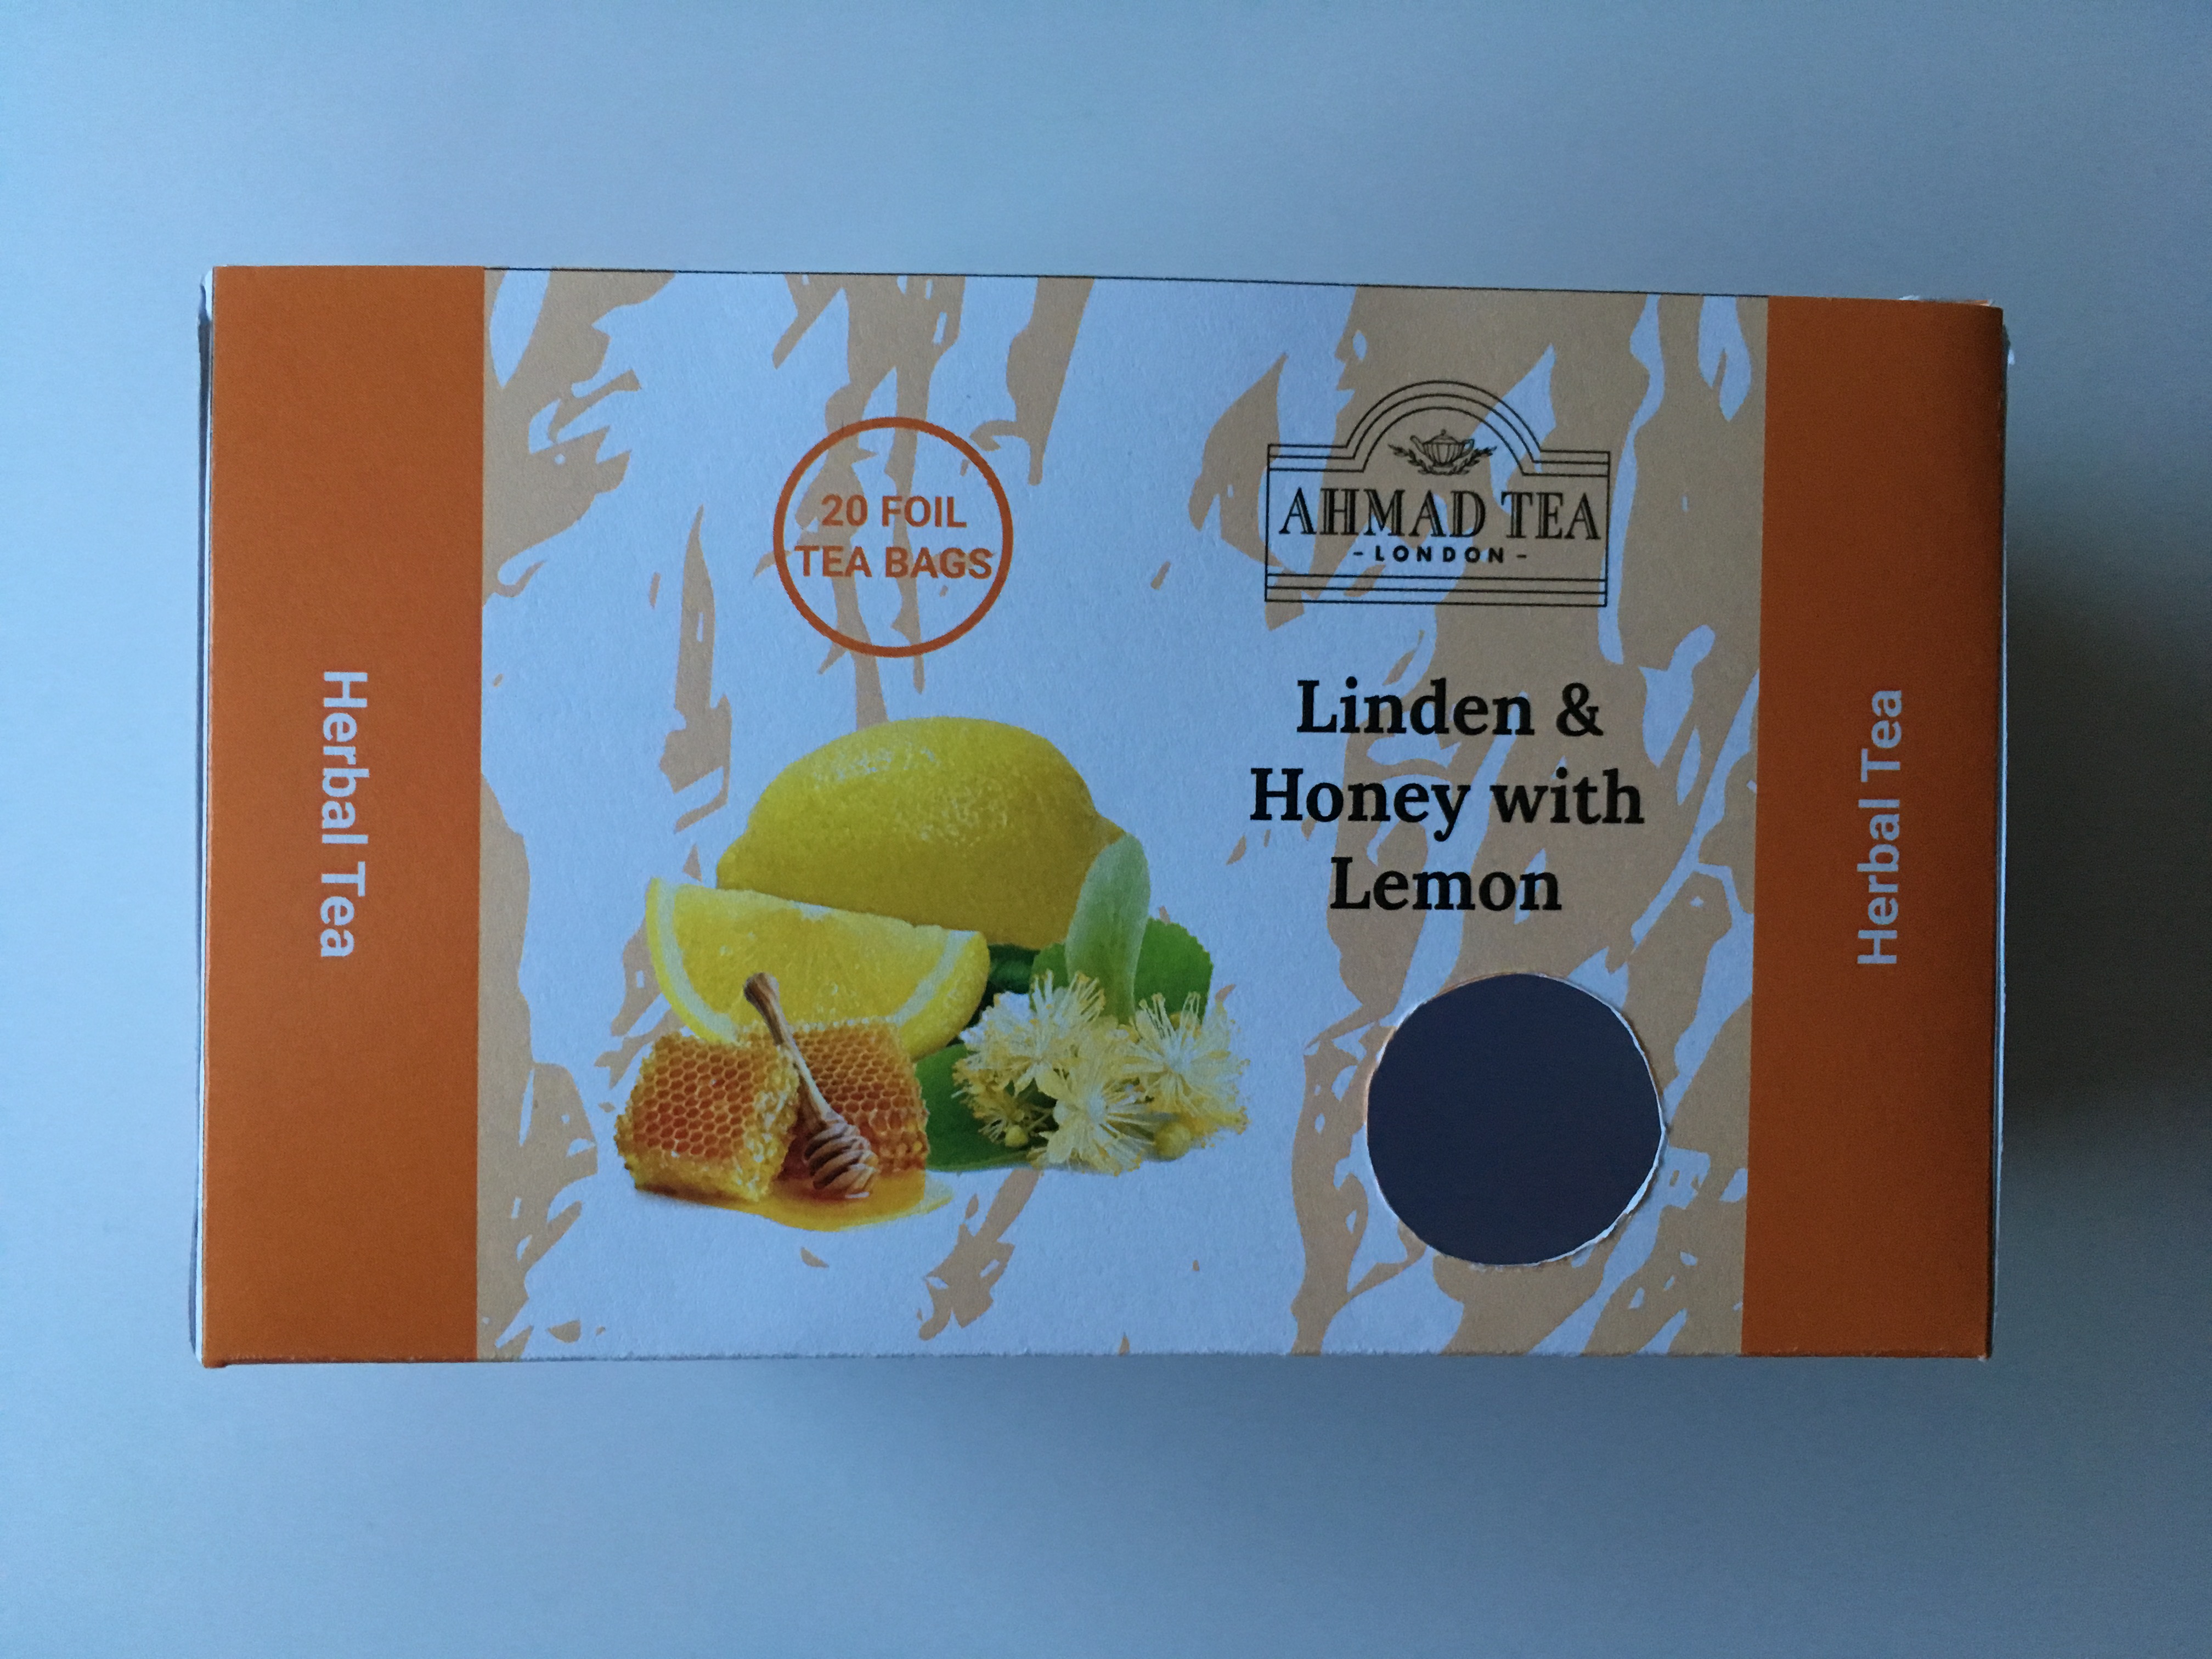 Herbal Tea
20 FOIL
TEA BAGS
AHMAD TEA
- LONDON -
Linden &
Honey with
Lemon
Herbal Tea